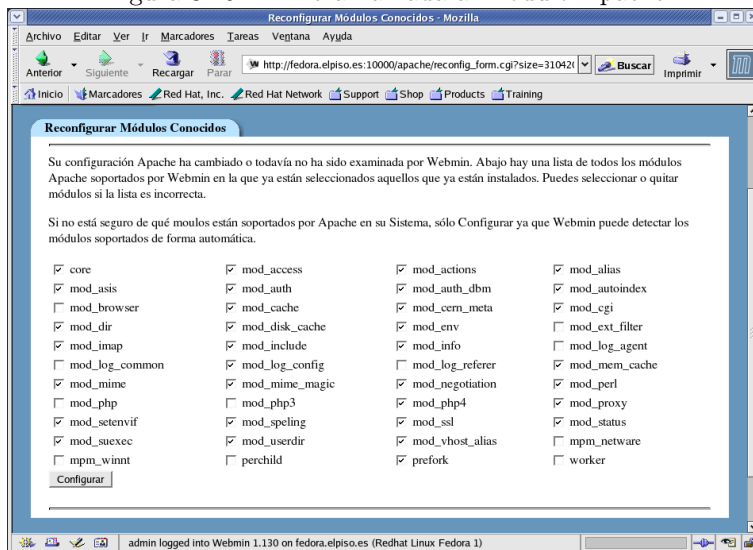 Reconfigurar Módulos Conocidos - Mozilla
Archivo Editar Ver Ir Marcadores Tareas Ventana Ayuda
Anterior Siguiente Recargar Parar http://fedora.elpiso.es:10000/apache/reconfig_form.cgi?size=31042( Buscar Imprimir
Inicio Marcadores Red Hat, Inc. Red Hat Network Support Shop Products Training
Reconfigurar Módulos Conocidos
Su configuración Apache ha cambiado o todavía no ha sido examinada por Webmin. Abajo hay una lista de todos los módulos
Apache soportados por Webmin en la que ya están seleccionados aquellos que ya están instalados. Puedes seleccionar o quitar
módulos si la lista es incorrecta.
Si no está seguro de qué moulos están soportados por Apache en su Sistema, sólo Configurar ya que Webmin puede detectar los
módulos soportados de forma automática.
core mod_access mod_actions mod_alias
mod_asis mod_auth mod_auth_dbm mod_autoindex
mod_browser mod_cache mod_cern_meta mod_cgi
mod_dir mod_disk_cache mod_env mod_ext_filter
mod_imap mod_include mod_info mod_log_agent
mod_log_common mod_log_config mod_log_referer mod_mem_cache
mod_mime mod_mime_magic mod_negotiation mod_perl
mod_php mod_php3 mod_php4 mod_proxy
mod_setenvif mod_speling mod_ssl mod_status
mod_suexec mod_userdir mod_vhost_alias mpm_netware
mpm_winnt perchild prefork worker
Configurar
admin logged into Webmin 1.130 on fedora.elpiso.es (Redhat Linux Fedora 1)